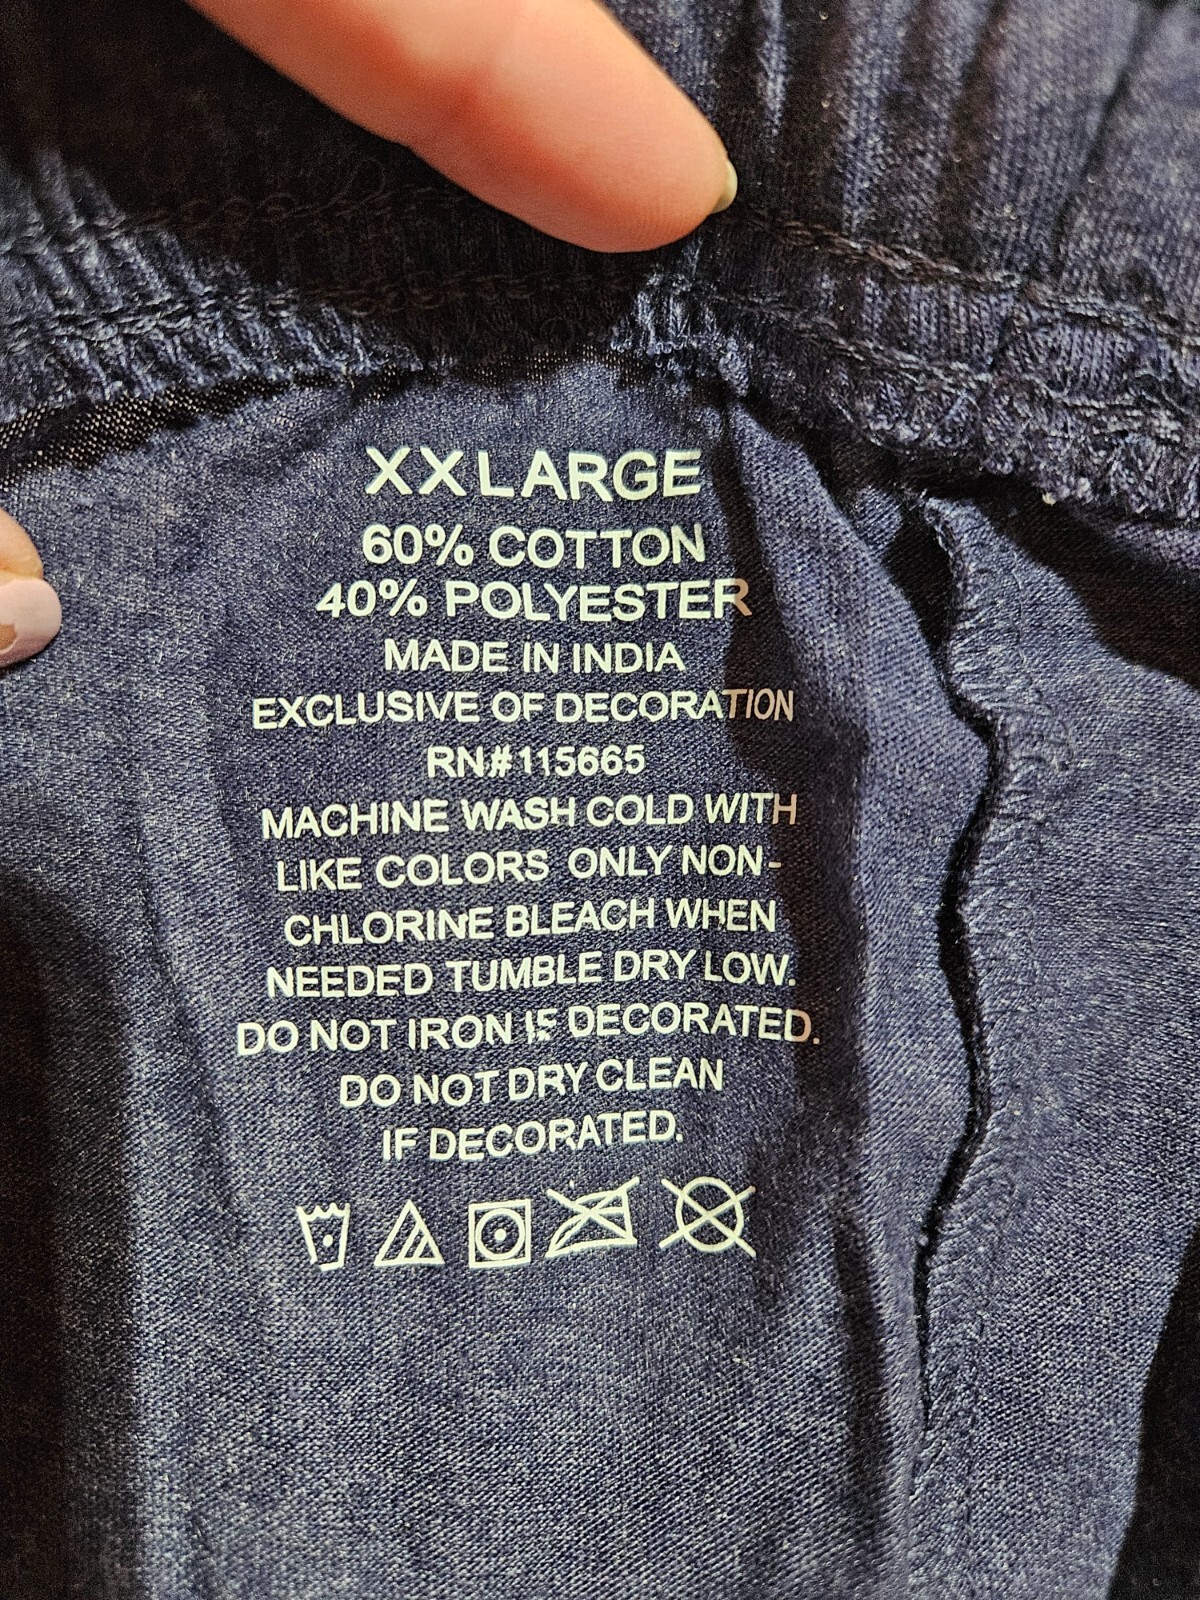 XXLARGE
60% COTTON
40% POLYESTER
MADE IN INDIA
EXCLUSIVE OF DECORATION
RN#115665
MACHINE WASH COLD WITH
LIKE COLORS ONLY NON-
CHLORINE BLEACH WHEN
NEEDED TUMBLE DRY LOW.
DO NOT IRON IF DECORATED.
DO NOT DRY CLEAN
IF DECORATED.